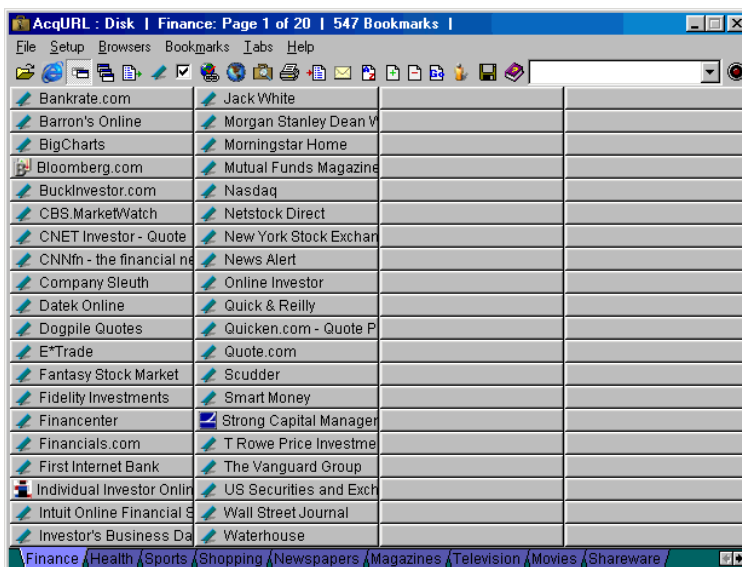 AcqURL : Disk | Finance: Page 1 of 20 | 547 Bookmarks |
File Setup Browsers Bookmarks Tabs Help
Bankrate.com Jack White
Barron's Online Morgan Stanley Dean W
BigCharts Morningstar Home
Bloomberg.com Mutual Funds Magazine
BuckInvestor.com Nasdaq
CBS.MarketWatch Netstock Direct
CNET Investor - Quote New York Stock Exchan
CNNfn - the financial ne News Alert
Company Sleuth Online Investor
Datek Online Quick & Reilly
Dogpile Quotes Quicken.com - Quote P
E*Trade Quote.com
Fantasy Stock Market Scudder
Fidelity Investments Smart Money
Financenter Strong Capital Manager
Financials.com T Rowe Price Investme
First Internet Bank The Vanguard Group
Individual Investor Onlin US Securities and Exch
Intuit Online Financial S Wall Street Journal
Investor's Business Da Waterhouse
Finance Health Sports Shopping Newspapers Magazines Television Movies Shareware